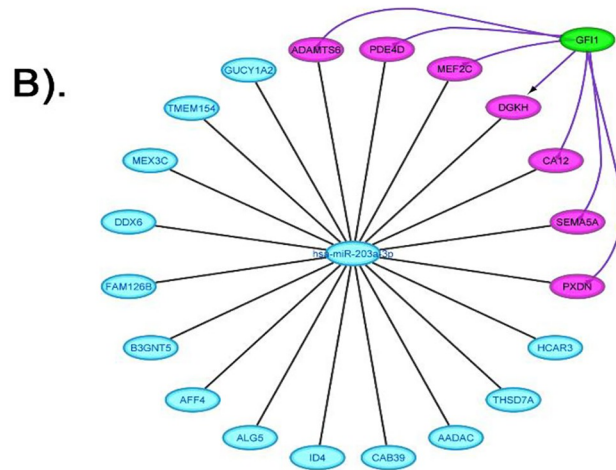 B).
GFI1
ADAMTS6
PDE4D
MEF2C
GUCY1A2
DGKH
TMEM154
CA12
MEX3C
SEMA5A
DDX6
hsa-miR-203a-3p
PXDN
FAM126B
B3GNT5
HCAR3
AFF4
THSD7A
ALG5
AADAC
ID4
CAB39